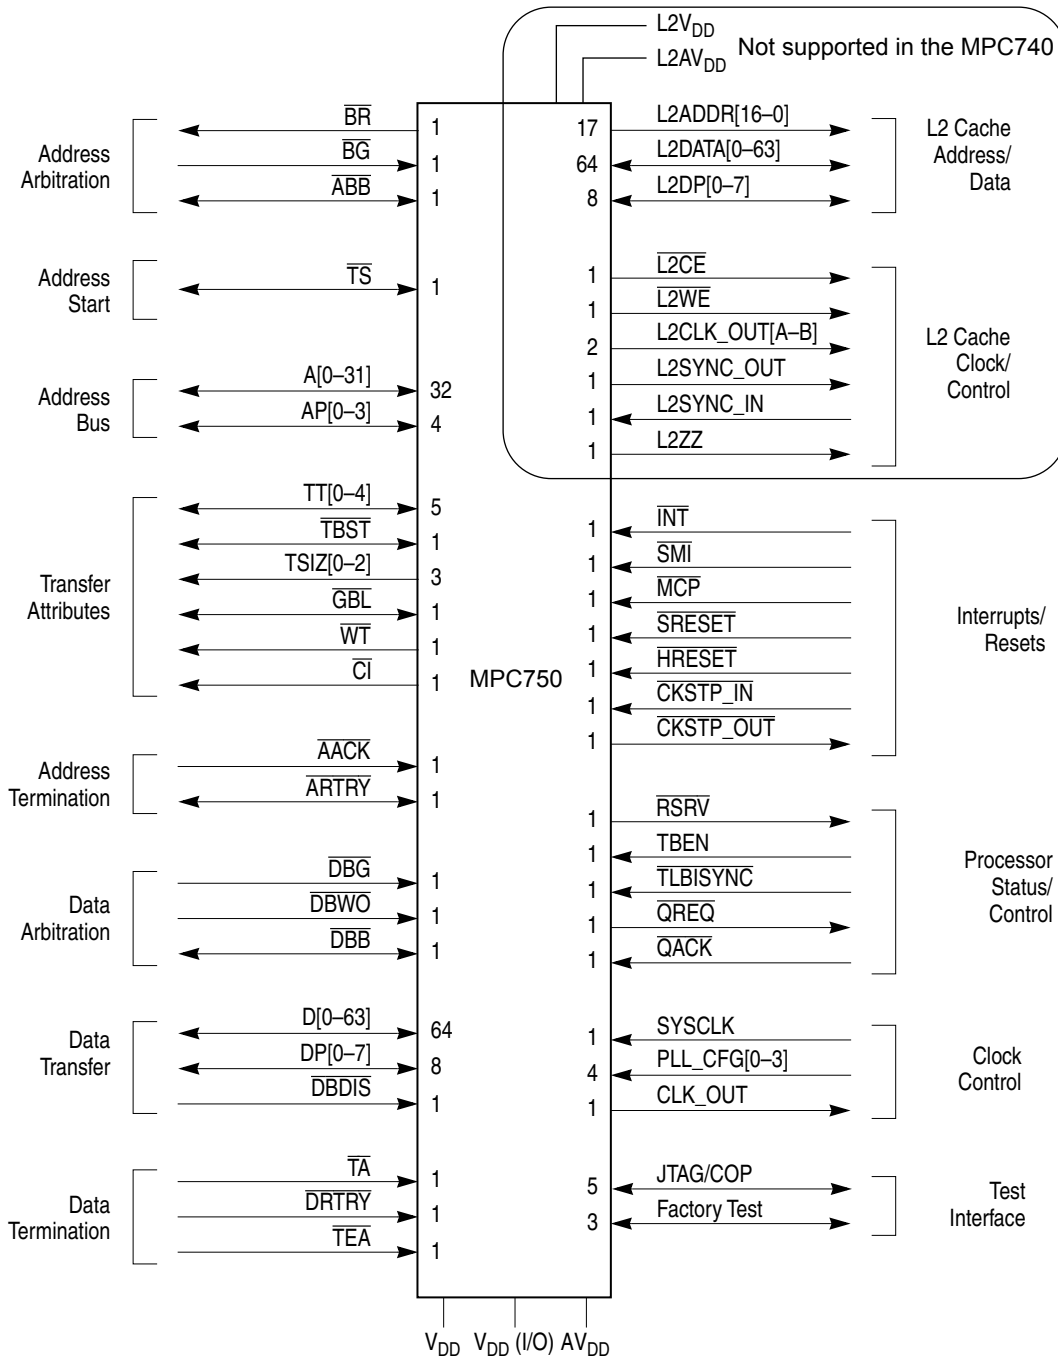 L2VDD
L2AVDD
Not supported in the MPC740
Address
Arbitration
BR
1
BG
1
ABB
1
Address
Start
TS
1
Address
Bus
A[0–31]
32
AP[0–3]
4
Transfer
Attributes
TT[0–4]
5
TBST
1
TSIZ[0–2]
3
GBL
1
WT
1
CI
1
Address
Termination
AACK
1
ARTRY
1
Data
Arbitration
DBG
1
DBWO
1
DBB
1
Data
Transfer
D[0–63]
64
DP[0–7]
8
DBDIS
1
Data
Termination
TA
1
DRTRY
1
TEA
1
MPC750
17
L2ADDR[16–0]
64
L2DATA[0–63]
8
L2DP[0–7]
L2 Cache
Address/
Data
1
L2CE
1
L2WE
2
L2CLK_OUT[A–B]
1
L2SYNC_OUT
1
L2SYNC_IN
1
L2ZZ
L2 Cache
Clock/
Control
1
INT
1
SMI
1
MCP
1
SRESET
1
HRESET
1
CKSTP_IN
1
CKSTP_OUT
Interrupts/
Resets
1
RSRV
1
TBEN
1
TLBISYNC
1
QREQ
1
QACK
Processor
Status/
Control
1
SYSCLK
4
PLL_CFG[0–3]
1
CLK_OUT
Clock
Control
5
JTAG/COP
3
Factory Test
Test
Interface
VDD
VDD (I/O)
AVDD